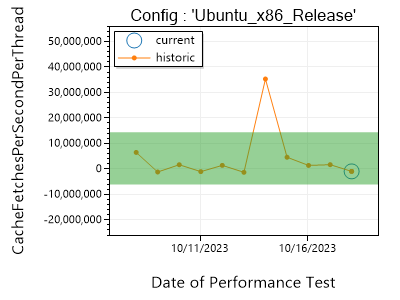 Config : 'Ubuntu_x86_Release'
CacheFetchesPerSecondPerThread
50,000,000
40,000,000
30,000,000
20,000,000
10,000,000
0
-10,000,000
-20,000,000
current
historic
10/11/2023
10/16/2023
Date of Performance Test